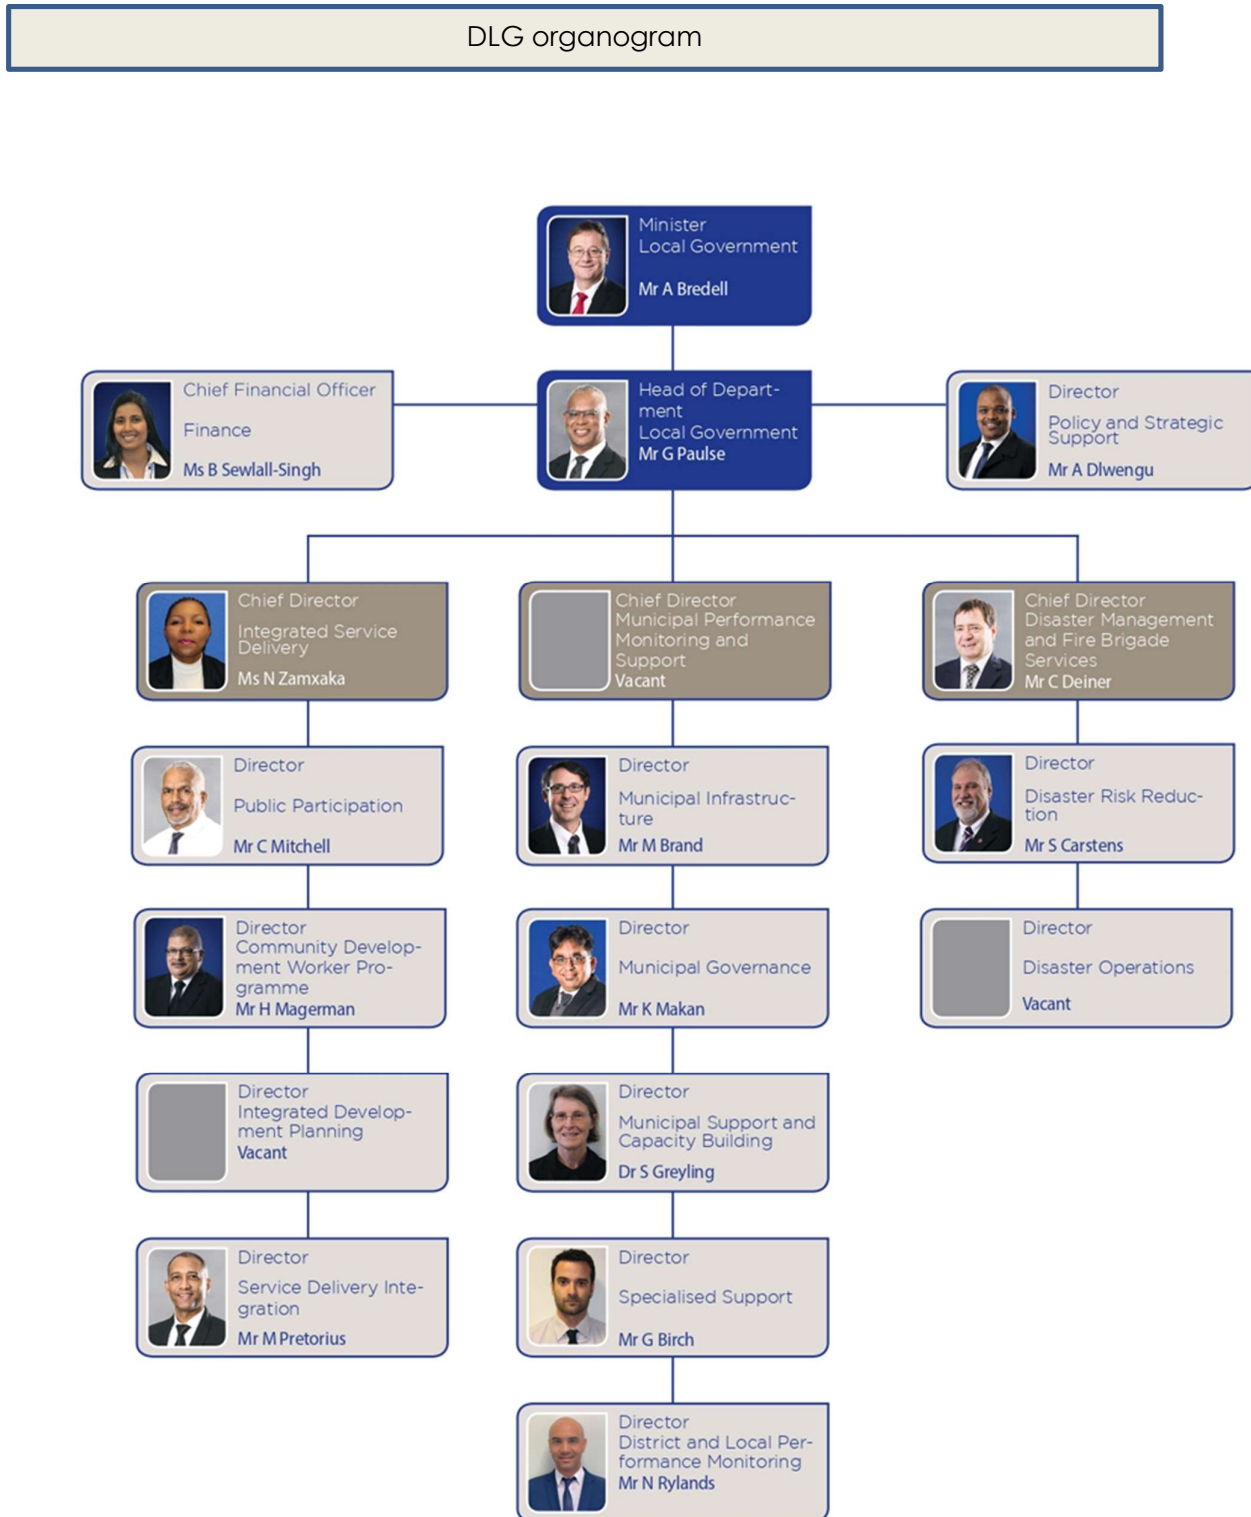 DLG organogram
Minister
Local Government
Mr A Bredell
Chief Financial Officer
Finance
Ms B Sewlall-Singh
Head of Depart-
ment
Local Government
Mr G Paulse
Director
Policy and Strategic
Support
Mr A Dlwengu
Chief Director
Integrated Service
Delivery
Ms N Zamxaka
Chief Director
Municipal Performance
Monitoring and
Support
Vacant
Chief Director
Disaster Management
and Fire Brigade
Services
Mr C Deiner
Director
Public Participation
Mr C Mitchell
Director
Municipal Infrastruc-
ture
Mr M Brand
Director
Disaster Risk Reduc-
tion
Mr S Carstens
Director
Community Develop-
ment Worker Pro-
gramme
Mr H Magerman
Director
Municipal Governance
Mr K Makan
Director
Disaster Operations
Vacant
Director
Integrated Develop-
ment Planning
Vacant
Director
Municipal Support and
Capacity Building
Dr S Greyling
Director
Service Delivery Inte-
gration
Mr M Pretorius
Director
Specialised Support
Mr G Birch
Director
District and Local Per-
formance Monitoring
Mr N Rylands